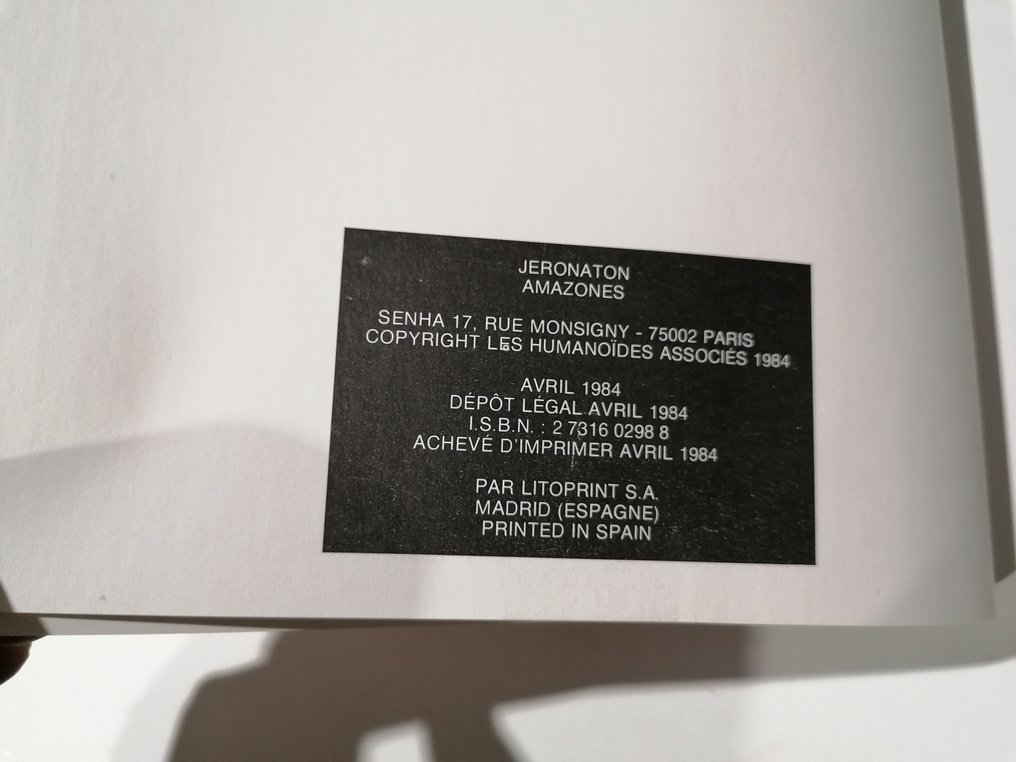 JERONATON
AMAZONES
SENHA 17, RUE MONSIGNY - 75002 PARIS
COPYRIGHT LES HUMANOÏDES ASSOCIÉS 1984
AVRIL 1984
DÉPÔT LÉGAL AVRIL 1984
I.S.B.N. : 2 7316 0298 8
ACHEVÉ D'IMPRIMER AVRIL 1984
PAR LITOPRINT S.A.
MADRID (ESPAGNE)
PRINTED IN SPAIN